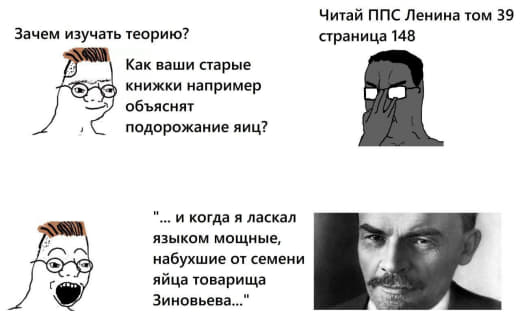 Зачем изучать теорию?
Как ваши старые
книжки например
объяснят
подорожание яиц?
Читай ППС Ленина том 39
страница 148
"... и когда я ласкал
языком мощные,
набухшие от семени
яйца товарища
Зиновьева..."